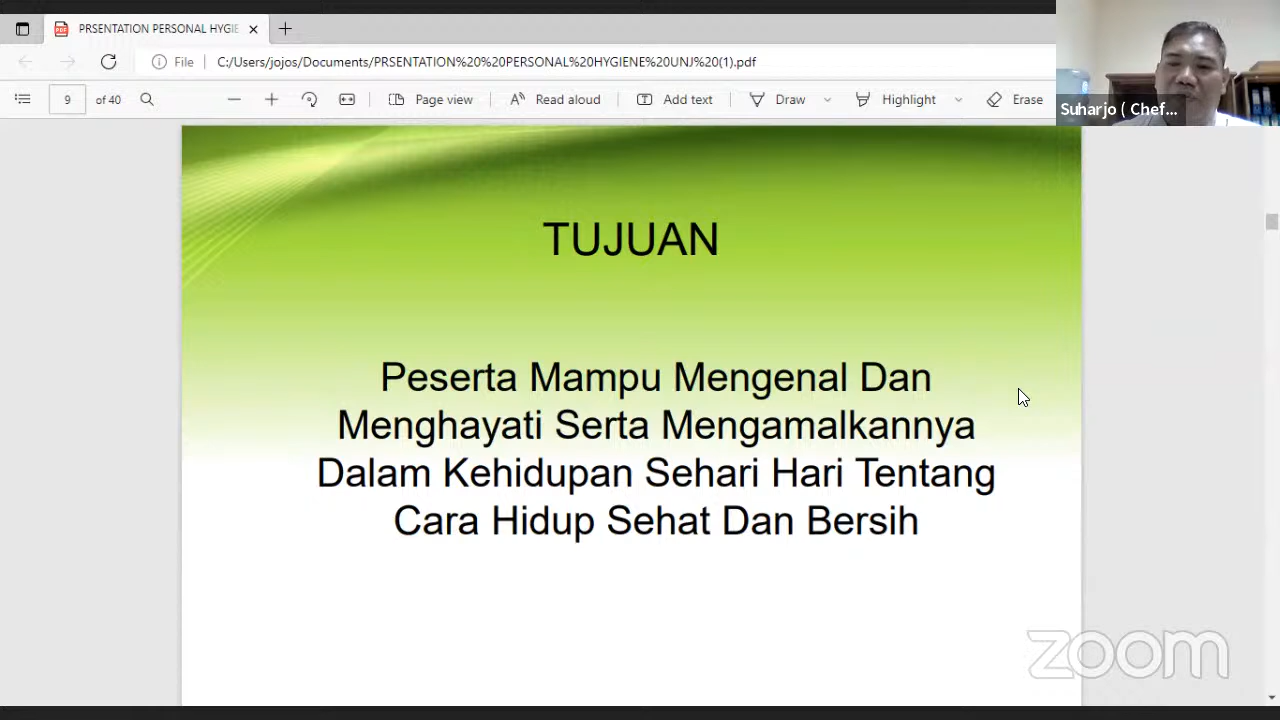 PRSENTATION PERSONAL HYGIE
File C:/Users/jojos/Documents/PRSENTATION%20%20PERSONAL%20HYGIENE%20UNJ%20(1).pdf
9 of 40 Page view Read aloud Add text Draw Highlight Erase
Suharjo ( Chef...
TUJUAN
Peserta Mampu Mengenal Dan
Menghayati Serta Mengamalkannya
Dalam Kehidupan Sehari Hari Tentang
Cara Hidup Sehat Dan Bersih
zoom